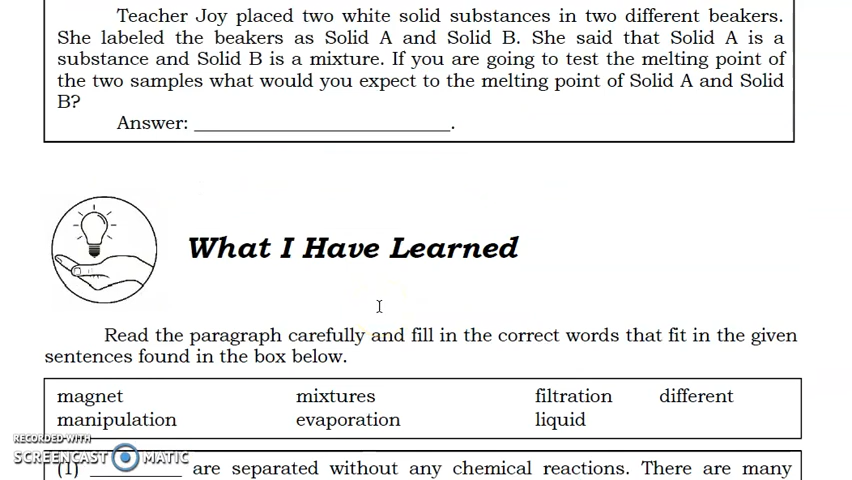 Teacher Joy placed two white solid substances in two different beakers.
She labeled the beakers as Solid A and Solid B. She said that Solid A is a
substance and Solid B is a mixture. If you are going to test the melting point of
the two samples what would you expect to the melting point of Solid A and Solid
B?
Answer: ____________________________.
What I Have Learned
Read the paragraph carefully and fill in the correct words that fit in the given
sentences found in the box below.
magnet mixtures filtration different
manipulation evaporation liquid
RECORDED WITH
SCREENCAST MATIC
(1) __________ are separated without any chemical reactions. There are many